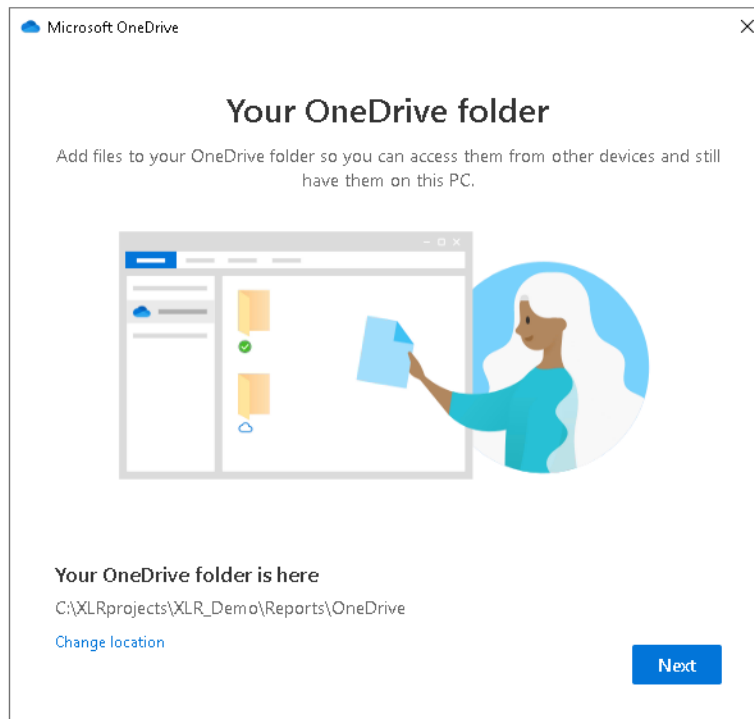 Microsoft OneDrive
Your OneDrive folder
Add files to your OneDrive folder so you can access them from other devices and still
have them on this PC.
Your OneDrive folder is here
C:\XLRprojects\XLR_Demo\Reports\OneDrive
Change location
Next